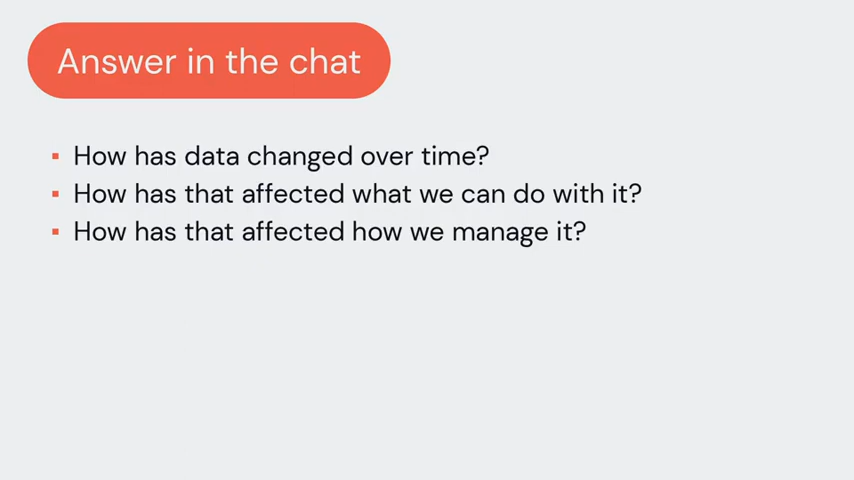 Answer in the chat
▪ How has data changed over time?
▪ How has that affected what we can do with it?
▪ How has that affected how we manage it?